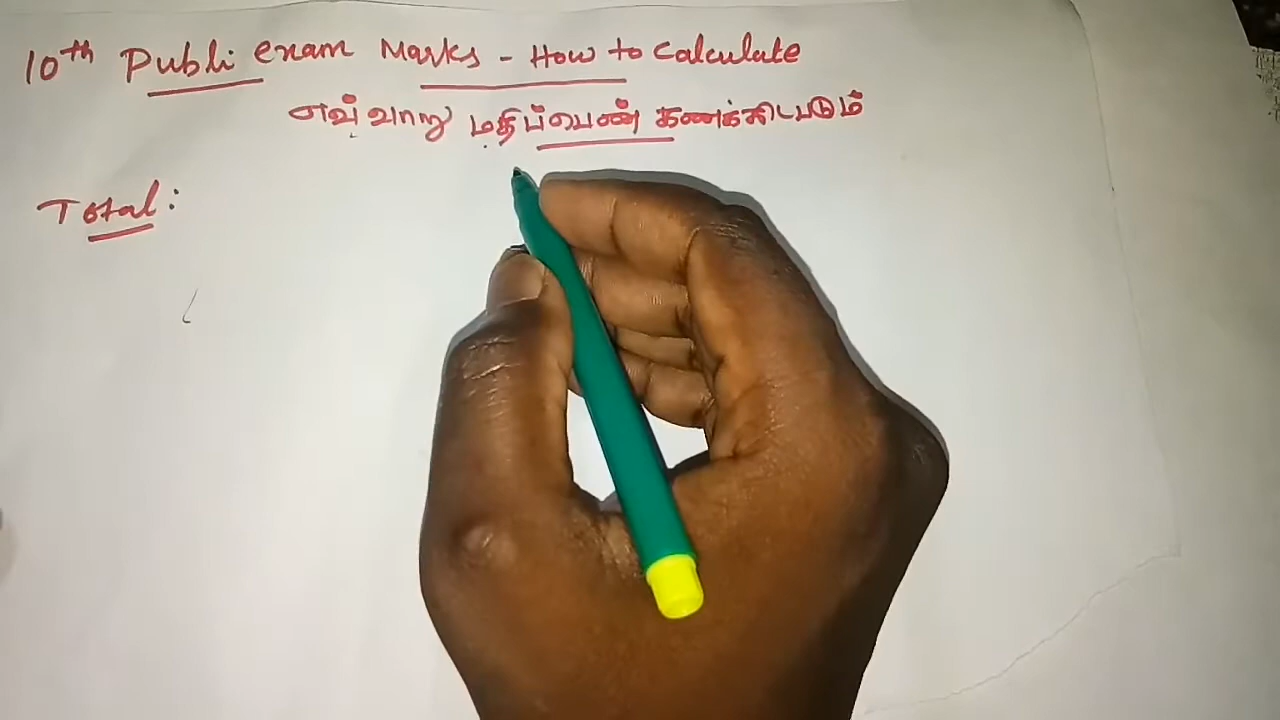 10th Publi exam Marks - How to calculate
எவ்வாறு மதிப்பெண் கணக்கிடபடும்
Total: